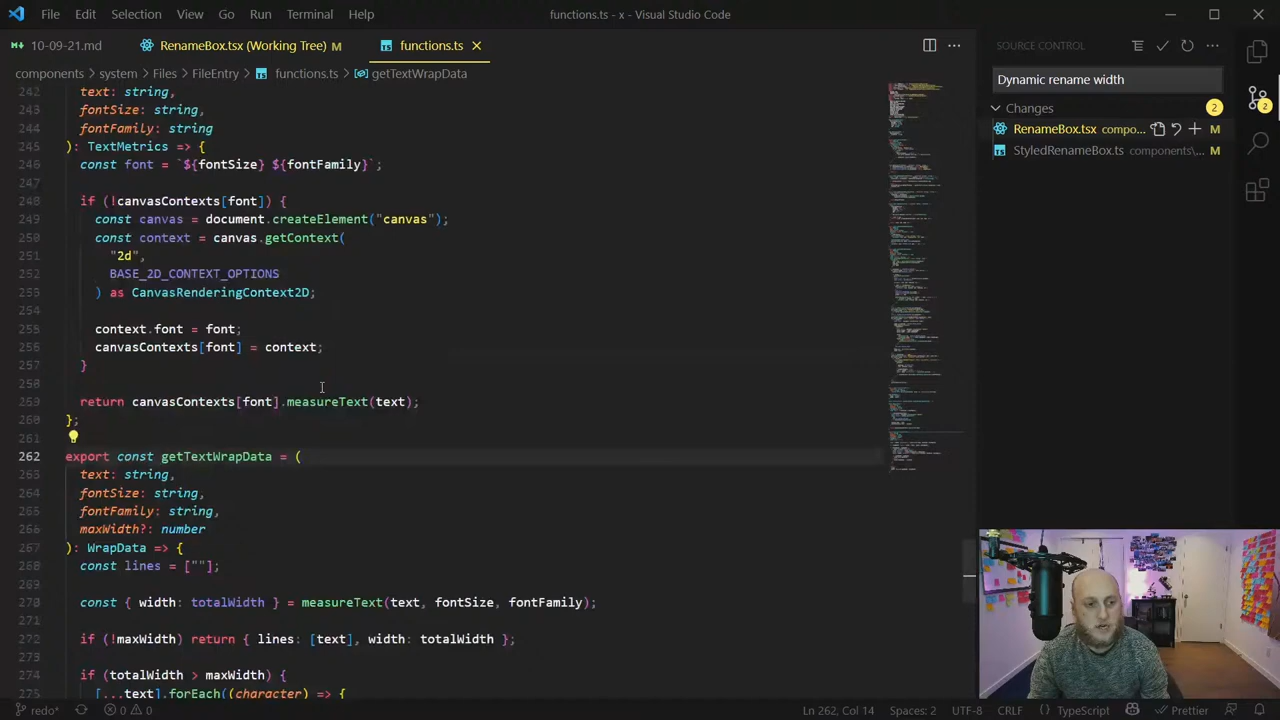 File Edit Selection View Go Run Terminal Help
functions.ts - x - Visual Studio Code
10-09-21.md RenameBox.tsx (Working Tree) M functions.ts
components > system > Files > FileEntry > functions.ts > getTextWrapData
242 text: string,
243 fontSize: string,
244 fontFamily: string
245 ): TextMetrics => {
246 const font = `${fontSize} ${fontFamily}`;
247
248 if (!canvasContexts[font]) {
249 const canvas = document.createElement("canvas");
250 const context = canvas.getContext(
251 "2d",
252 BASE_2D_CONTEXT_OPTIONS
253 ) as CanvasRenderingContext2D;
254
255 context.font = font;
256 canvasContexts[font] = context;
257 }
258
259 return canvasContexts[font].measureText(text);
260 };
261
262 export const getTextWrapData = (
263 text: string,
264 fontSize: string,
265 fontFamily: string,
266 maxWidth?: number
267 ): WrapData => {
268 const lines = [""];
269
270 const { width: totalWidth } = measureText(text, fontSize, fontFamily);
271
272 if (!maxWidth) return { lines: [text], width: totalWidth };
273
274 if (totalWidth > maxWidth) {
275 [...text].forEach((character) => {
SOURCE CONTROL
Dynamic rename width
Changes 2
RenameBox.tsx compo... M
StyledRenameBox.ts components\... M
2
redo* 0 0 Ln 262, Col 14 Spaces: 2 UTF-8 CRLF { } TypeScript Prettier